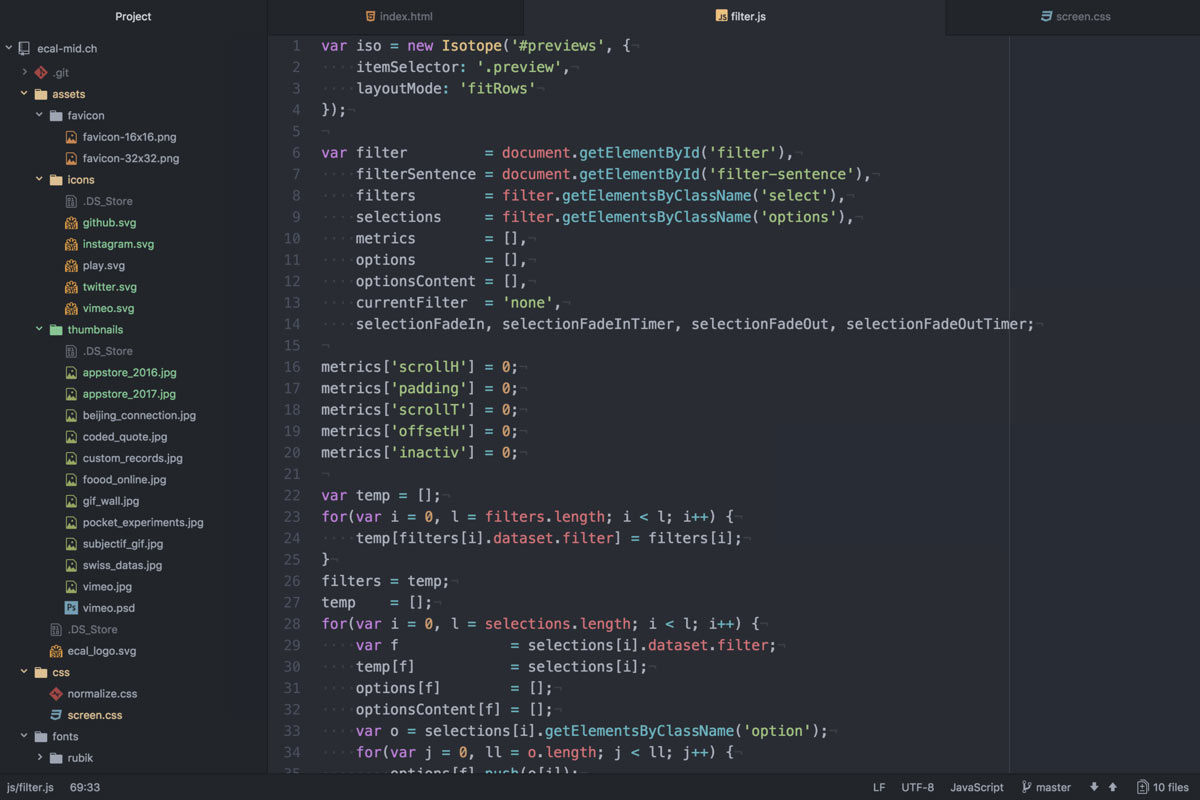 Project
index.html
filter.js
screen.css
ecal-mid.ch
.git
assets
favicon
favicon-16x16.png
favicon-32x32.png
icons
.DS_Store
github.svg
instagram.svg
play.svg
twitter.svg
vimeo.svg
thumbnails
.DS_Store
appstore_2016.jpg
appstore_2017.jpg
beijing_connection.jpg
coded_quote.jpg
custom_records.jpg
foood_online.jpg
gif_wall.jpg
pocket_experiments.jpg
subjectif_gif.jpg
swiss_datas.jpg
vimeo.jpg
Ps vimeo.psd
.DS_Store
ecal_logo.svg
css
normalize.css
screen.css
fonts
rubik
1 var iso = new Isotope('#previews', {¬
2 ····itemSelector: '.preview',¬
3 ····layoutMode: 'fitRows'¬
4 });¬
5 ¬
6 var filter         = document.getElementById('filter'),¬
7 ····filterSentence = document.getElementById('filter-sentence'),¬
8 ····filters        = filter.getElementsByClassName('select'),¬
9 ····selections     = filter.getElementsByClassName('options'),¬
10 ····metrics        = [],¬
11 ····options        = [],¬
12 ····optionsContent = [],¬
13 ····currentFilter  = 'none',¬
14 ····selectionFadeIn, selectionFadeInTimer, selectionFadeOut, selectionFadeOutTimer;¬
15 ¬
16 metrics['scrollH'] = 0;¬
17 metrics['padding'] = 0;¬
18 metrics['scrollT'] = 0;¬
19 metrics['offsetH'] = 0;¬
20 metrics['inactiv'] = 0;¬
21 ¬
22 var temp = [];¬
23 for(var i = 0, l = filters.length; i < l; i++) {¬
24 ····temp[filters[i].dataset.filter] = filters[i];¬
25 }¬
26 filters = temp;¬
27 temp    = [];¬
28 for(var i = 0, l = selections.length; i < l; i++) {¬
29 ····var f             = selections[i].dataset.filter;¬
30 ····temp[f]           = selections[i];¬
31 ····options[f]        = [];¬
32 ····optionsContent[f] = [];¬
33 ····var o = selections[i].getElementsByClassName('option');¬
34 ····for(var j = 0, ll = o.length; j < ll; j++) {¬
35 ········options[f].push(o[j]);¬
js/filter.js 69:33
LF UTF-8 JavaScript master 10 files